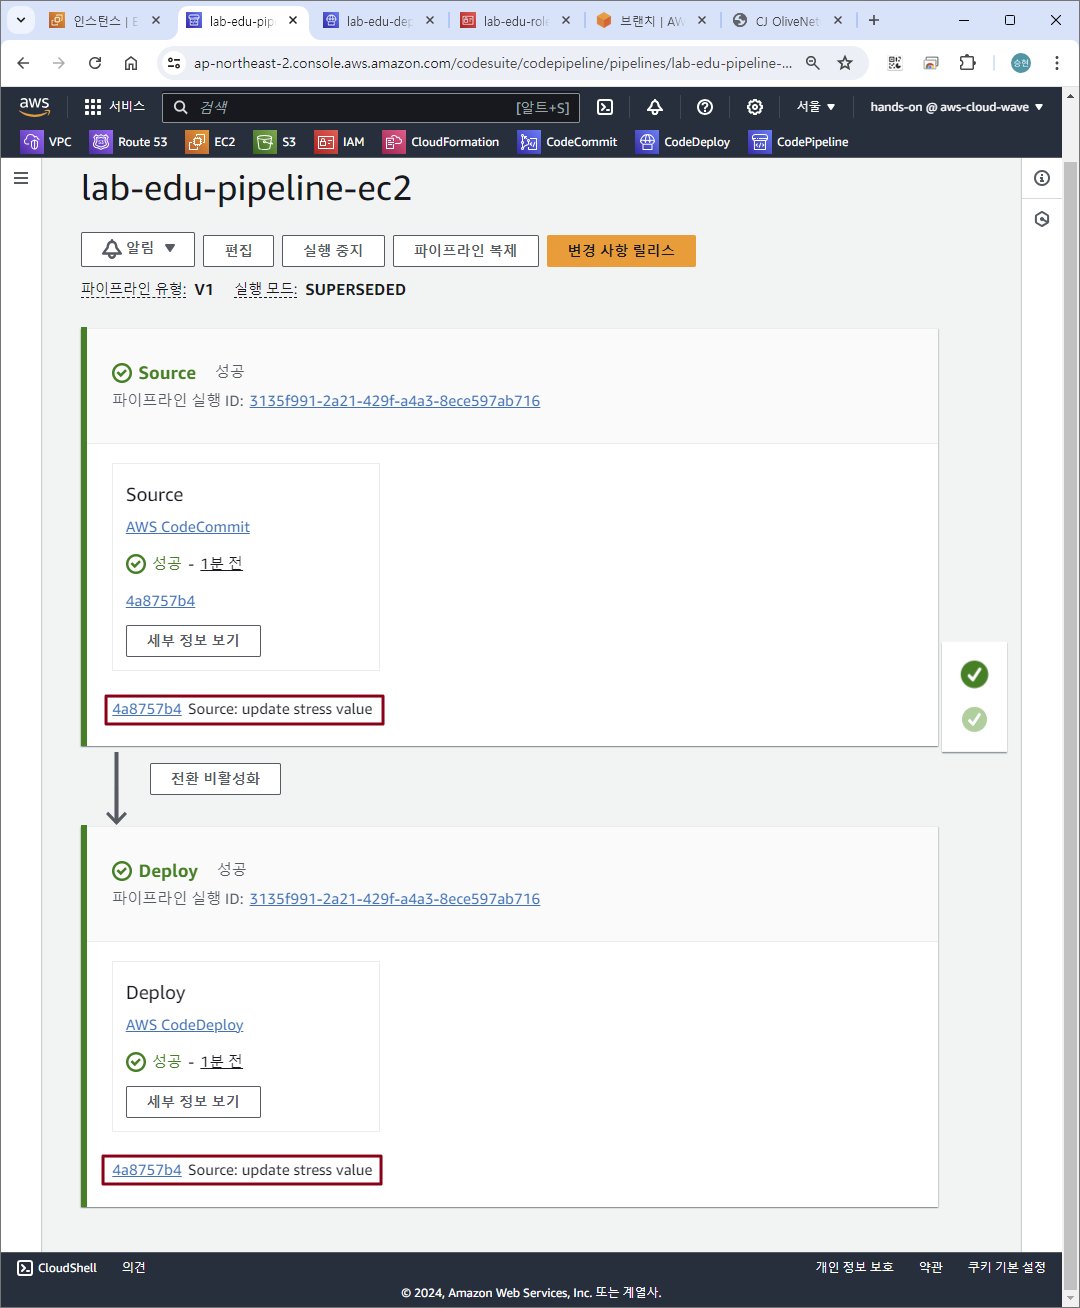 인스턴스 | E
lab-edu-pip
lab-edu-dep
lab-edu-role
브랜치 | AW
CJ OliveNet
ap-northeast-2.console.aws.amazon.com/codesuite/codepipeline/pipelines/lab-edu-pipeline-...
승현
aws
서비스
검색
[알트+S]
서울 ▼
hands-on @ aws-cloud-wave ▼
VPC
Route 53
EC2
S3
IAM
CloudFormation
CodeCommit
CodeDeploy
CodePipeline
lab-edu-pipeline-ec2
알림 ▼
편집
실행 중지
파이프라인 복제
변경 사항 릴리스
파이프라인 유형: V1 실행 모드: SUPERSEDED
Source 성공
파이프라인 실행 ID: 3135f991-2a21-429f-a4a3-8ece597ab716
Source
AWS CodeCommit
성공 - 1분 전
4a8757b4
세부 정보 보기
4a8757b4 Source: update stress value
전환 비활성화
Deploy 성공
파이프라인 실행 ID: 3135f991-2a21-429f-a4a3-8ece597ab716
Deploy
AWS CodeDeploy
성공 - 1분 전
세부 정보 보기
4a8757b4 Source: update stress value
CloudShell
의견
개인 정보 보호
약관
쿠키 기본 설정
© 2024, Amazon Web Services, Inc. 또는 계열사.